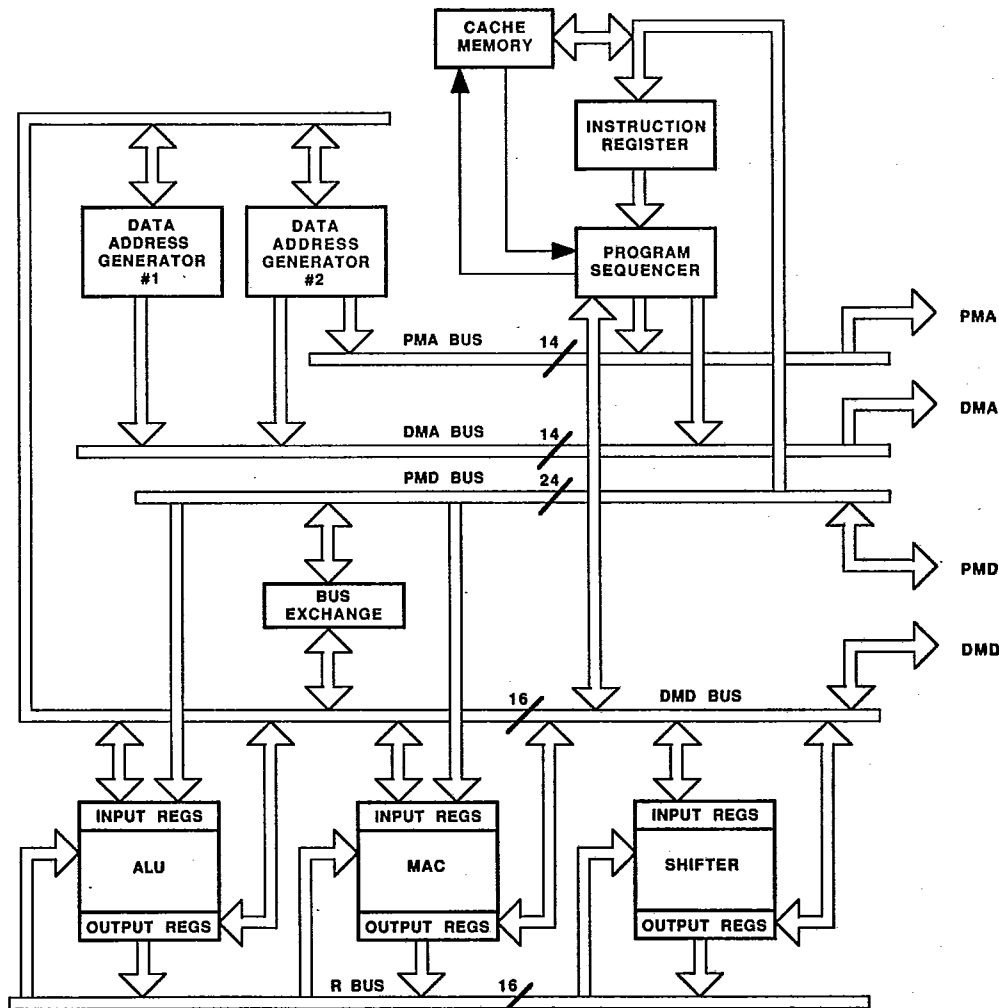 CACHE
MEMORY
INSTRUCTION
REGISTER
DATA
ADDRESS
GENERATOR
#1
DATA
ADDRESS
GENERATOR
#2
PROGRAM
SEQUENCER
PMA BUS
14
PMA
DMA BUS
14
DMA
PMD BUS
24
PMD
BUS
EXCHANGE
DMD
16
DMD BUS
INPUT REGS
ALU
OUTPUT REGS
INPUT REGS
MAC
OUTPUT REGS
INPUT REGS
SHIFTER
OUTPUT REGS
R BUS
16